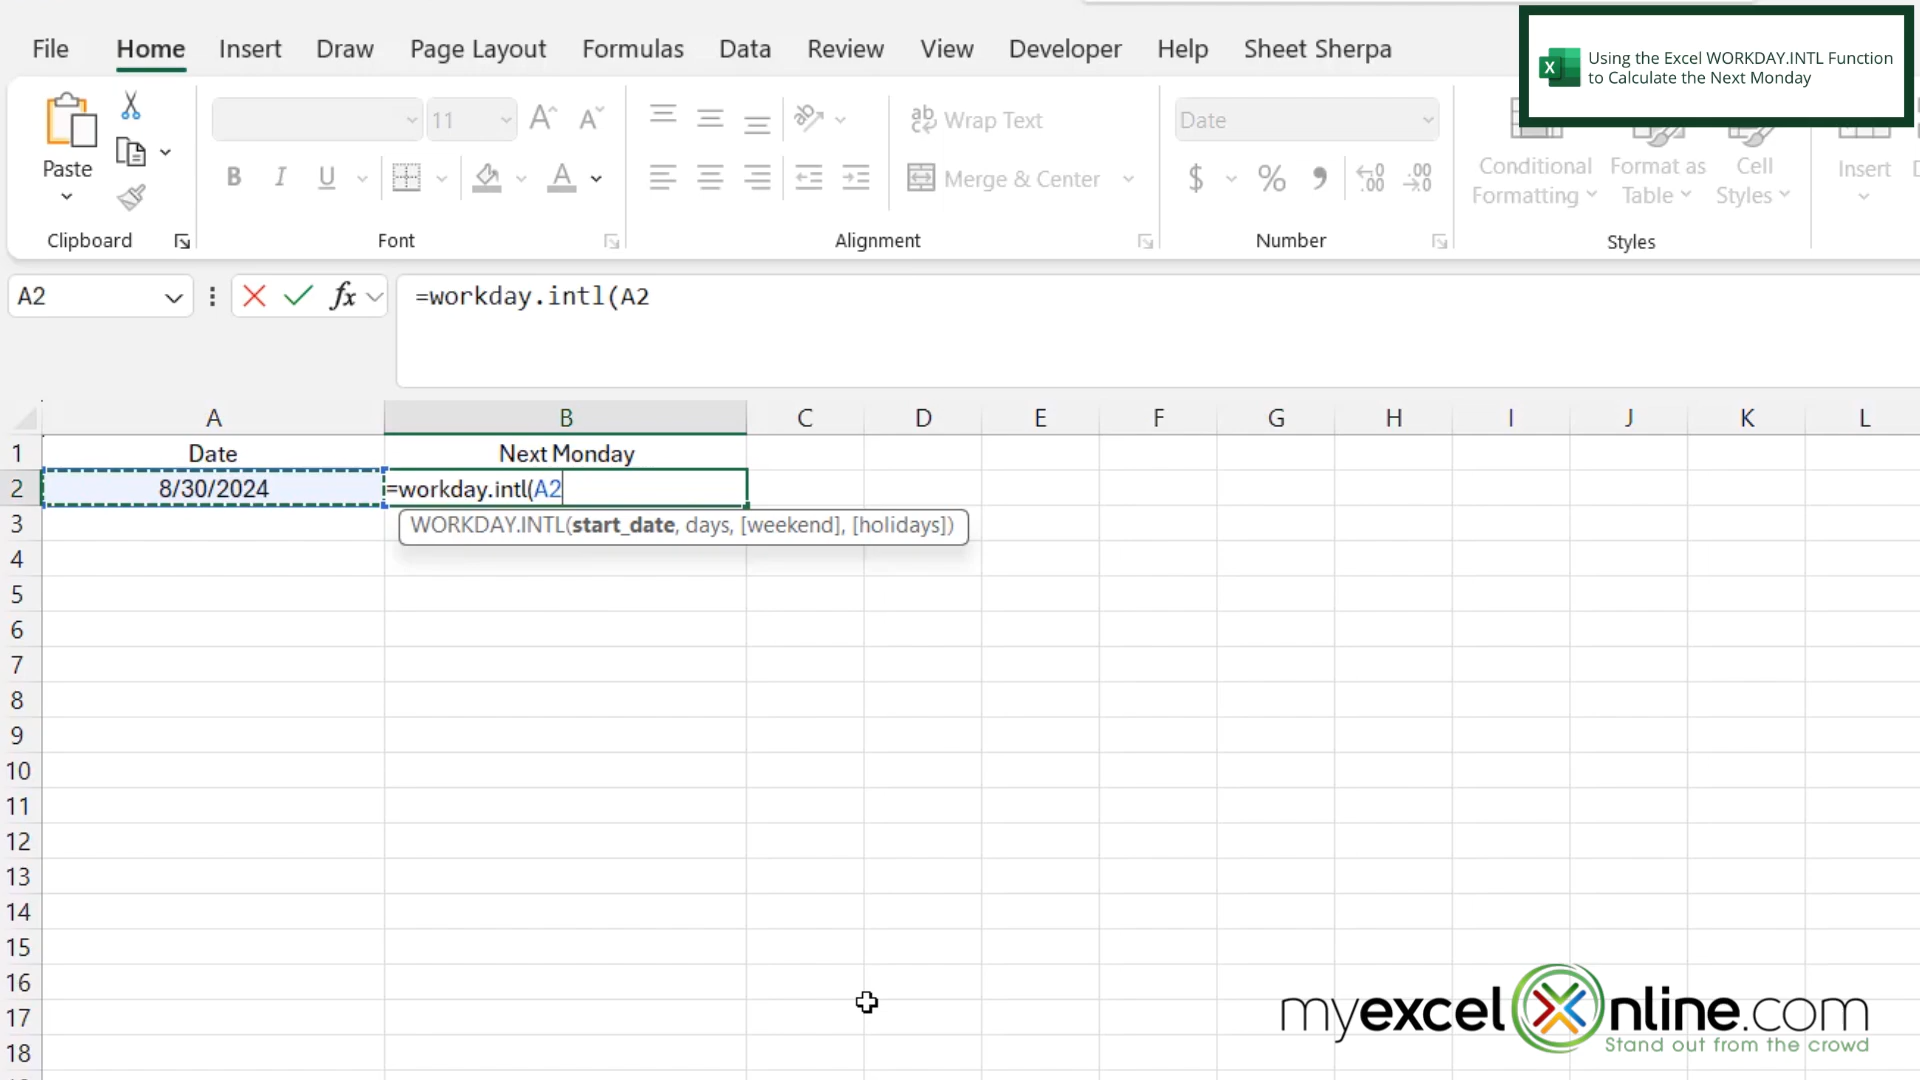 File Home Insert Draw Page Layout Formulas Data Review View Developer Help Sheet Sherpa
Using the Excel WORKDAY.INTL Function
to Calculate the Next Monday
Paste
11
B I U A
ab Wrap Text
Merge & Center
Date
$ % , .00 .00
Conditional
Formatting
Format as
Table
Cell
Styles
Insert
Clipboard Font Alignment Number Styles
A2 fx =workday.intl(A2
A B C D E F G H I J K L
1 Date Next Monday
2 8/30/2024 =workday.intl(A2
3 WORKDAY.INTL(start_date, days, [weekend], [holidays])
4
5
6
7
8
9
10
11
12
13
14
15
16
17
18
myexcelonline.com
Stand out from the crowd